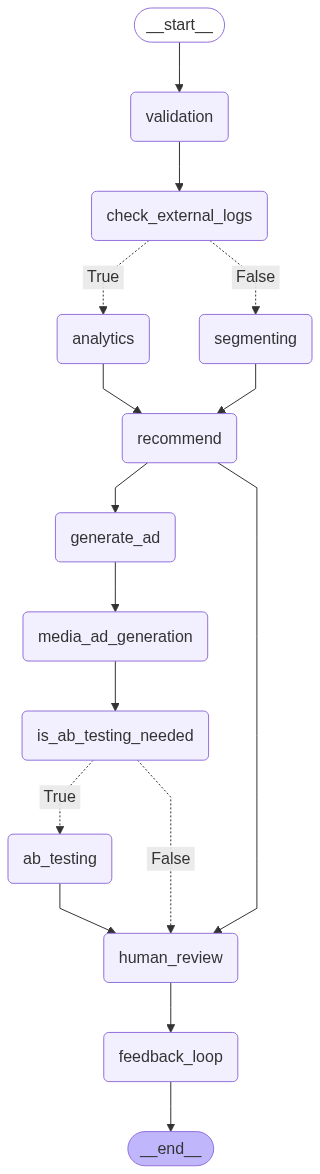 __start__
validation
check_external_logs
True
False
analytics
segmenting
recommend
generate_ad
media_ad_generation
is_ab_testing_needed
True
ab_testing
False
human_review
feedback_loop
__end__